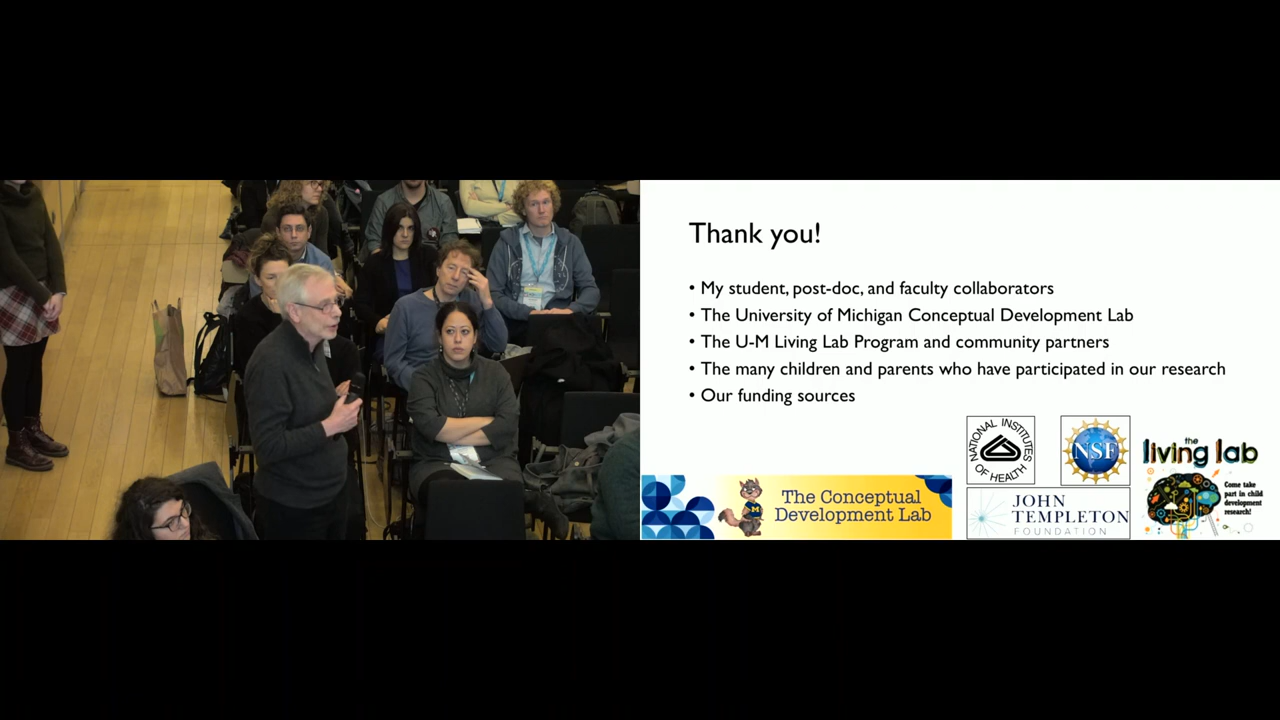 Thank you!
• My student, post-doc, and faculty collaborators
• The University of Michigan Conceptual Development Lab
• The U-M Living Lab Program and community partners
• The many children and parents who have participated in our research
• Our funding sources
NATIONAL INSTITUTES
OF HEALTH
NSF
the
living lab
Come take
part in child
development
research!
The Conceptual
Development Lab
M
JOHN
TEMPLETON
FOUNDATION